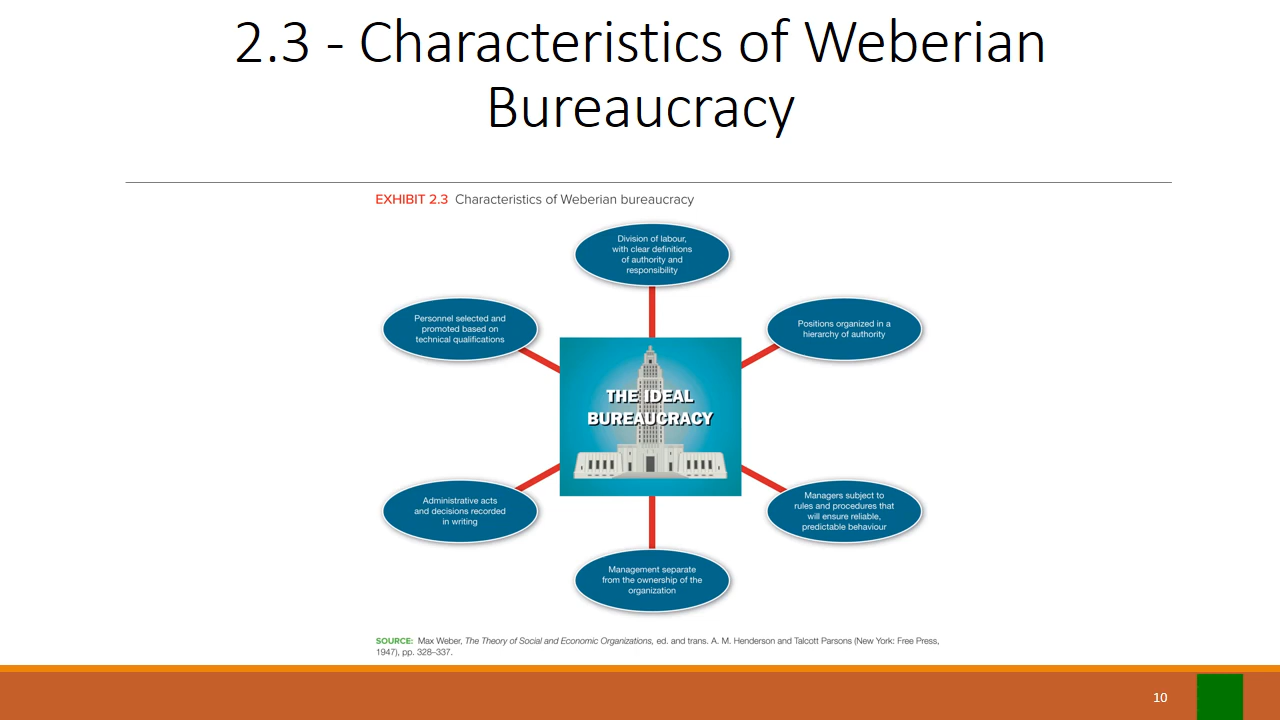 2.3 - Characteristics of Weberian
Bureaucracy
EXHIBIT 2.3 Characteristics of Weberian bureaucracy
Division of labour,
with clear definitions
of authority and
responsibility
Personnel selected and
promoted based on
technical qualifications
Positions organized in a
hierarchy of authority
THE IDEAL
BUREAUCRACY
Administrative acts
and decisions recorded
in writing
Managers subject to
rules and procedures that
will ensure reliable,
predictable behaviour
Management separate
from the ownership of the
organization
SOURCE: Max Weber, The Theory of Social and Economic Organizations, ed. and trans. A. M. Henderson and Talcott Parsons (New York: Free Press,
1947), pp. 328–337.
10